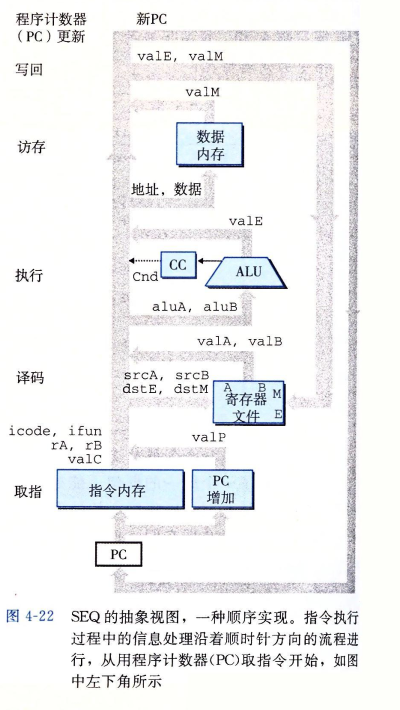 程序计数器 新PC
（PC）更新
valE, valM
写回
valM
访存
数据
内存
地址，数据
valE
CC
ALU
Cnd
执行
aluA, aluB
valA, valB
译码
srcA, srcB
dstE, dstM
A B M
寄存器
文件 E
icode, ifun
rA, rB
valC
valP
取指
指令内存
PC
增加
PC
图 4-22 SEQ的抽象视图，一种顺序实现。指令执行
过程中的信息处理沿着顺时针方向的流程进
行，从用程序计数器(PC)取指令开始，如图
中左下角所示